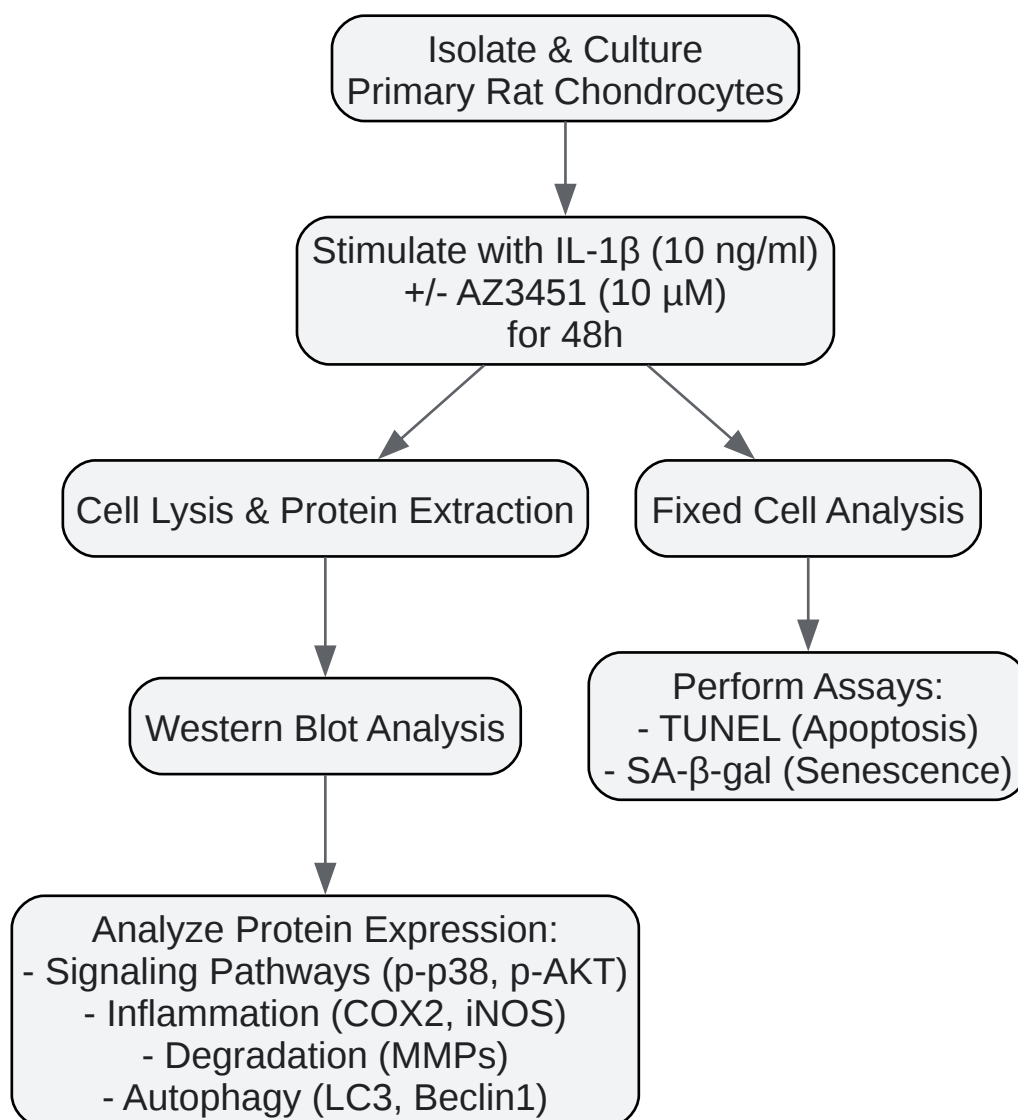 Isolate & Culture
Primary Rat Chondrocytes
Stimulate with IL-1β (10 ng/ml)
+/- AZ3451 (10 μM)
for 48h
Cell Lysis & Protein Extraction
Fixed Cell Analysis
Western Blot Analysis
Perform Assays:
- TUNEL (Apoptosis)
- SA-β-gal (Senescence)
Analyze Protein Expression:
- Signaling Pathways (p-p38, p-AKT)
- Inflammation (COX2, iNOS)
- Degradation (MMPs)
- Autophagy (LC3, Beclin1)